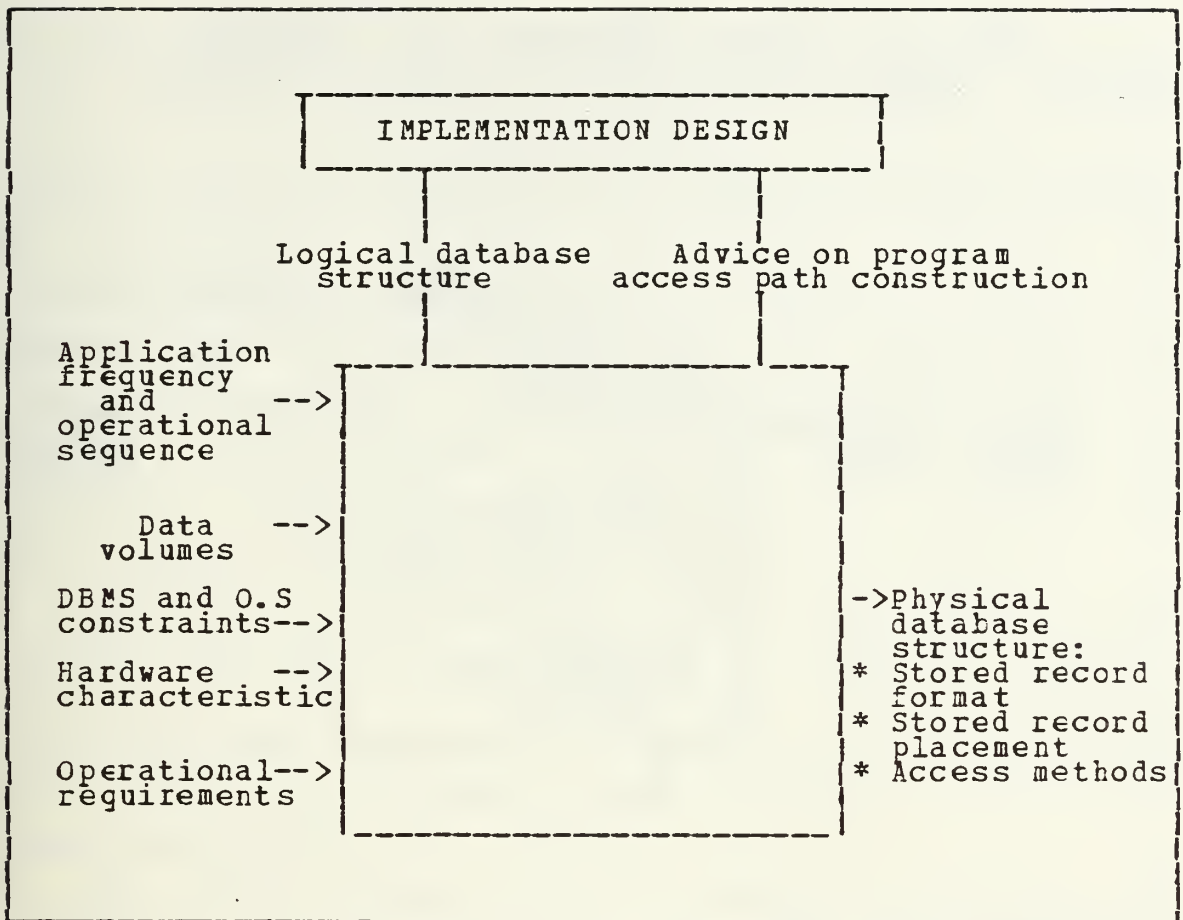 IMPLEMENTATION DESIGN
Logical database
structure
Advice on program
access path construction
Application
frequency
and -->
operational
sequence
Data -->
volumes
DBMS and O.S
constraints-->
Hardware -->
characteristic
Operational-->
requirements
->Physical
database
structure:
* Stored record
format
* Stored record
placement
* Access methods